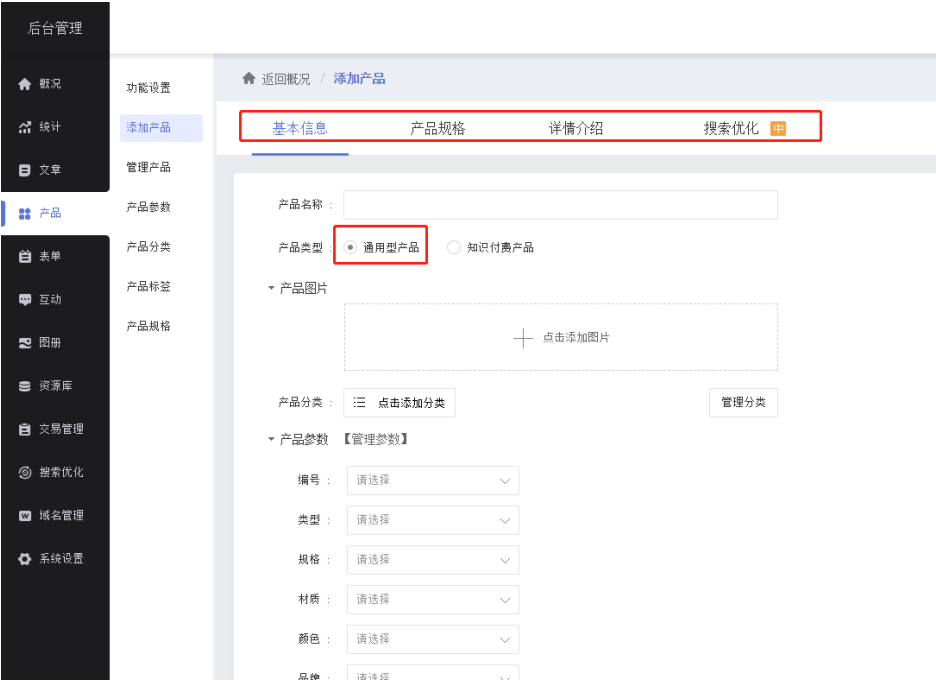 后台管理
概况
统计
文章
产品
表单
互动
图册
资源库
交易管理
搜索优化
域名管理
系统设置
功能设置
添加产品
管理产品
产品参数
产品分类
产品标签
产品规格
返回概况 / 添加产品
基本信息 产品规格 详情介绍 搜索优化 中
产品名称 :
产品类型 : 通用型产品 知识付费产品
产品图片
点击添加图片
产品分类 : 点击添加分类 管理分类
产品参数 【管理参数】
编号 : 请选择
类型 : 请选择
规格 : 请选择
材质 : 请选择
颜色 : 请选择
品牌 : 请选择